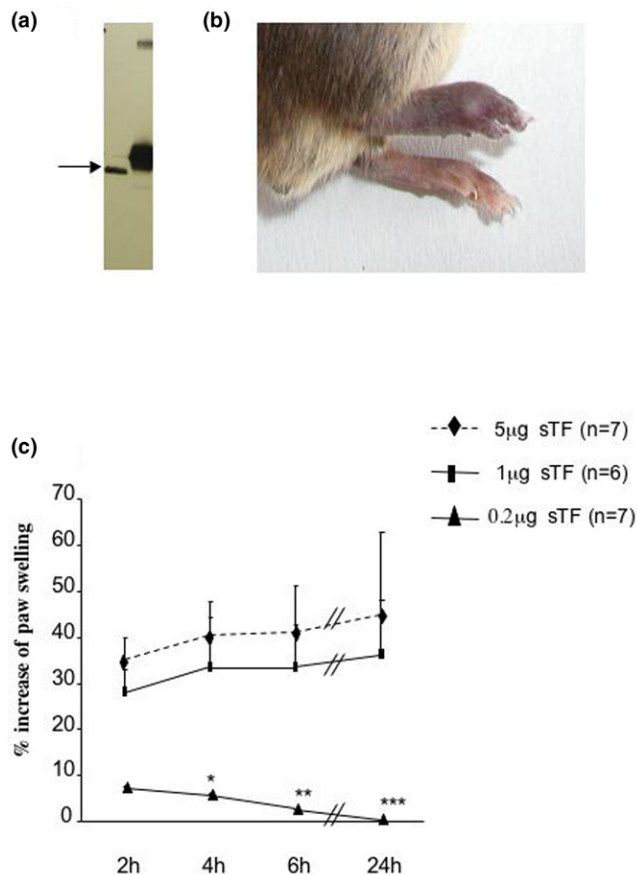 (a)
(b)
(c)
5μg sTF (n=7)
1μg sTF (n=6)
0.2μg sTF (n=7)
% increase of paw swelling
70
60
50
40
30
20
10
0
*
**
***
2h
4h
6h
24h